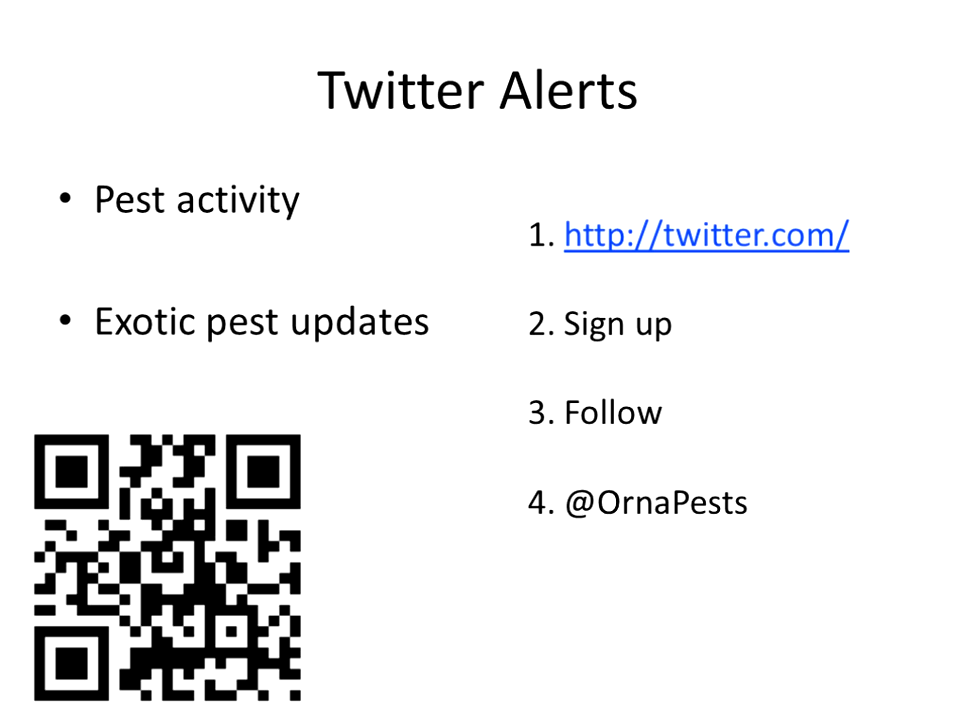 Twitter Alerts
• Pest activity
• Exotic pest updates
1. http://twitter.com/
2. Sign up
3. Follow
4. @OrnaPests